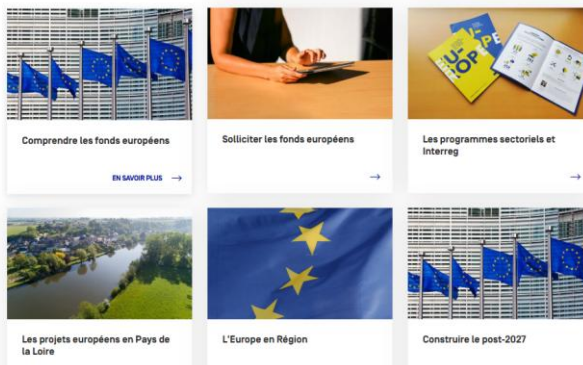 Comprendre les fonds européens
EN SAVOIR PLUS
Solliciter les fonds européens
Les programmes sectoriels et
Interreg
Les projets européens en Pays de
la Loire
L'Europe en Région
Construire le post-2027